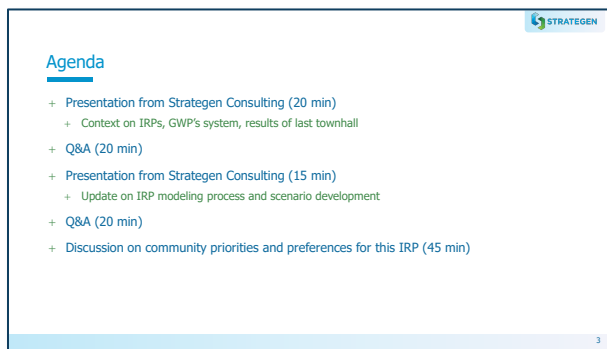 STRATEGEN
Agenda
+ Presentation from Strategen Consulting (20 min)
+ Context on IRPs, GWP's system, results of last townhall
+ Q&A (20 min)
+ Presentation from Strategen Consulting (15 min)
+ Update on IRP modeling process and scenario development
+ Q&A (20 min)
+ Discussion on community priorities and preferences for this IRP (45 min)
3